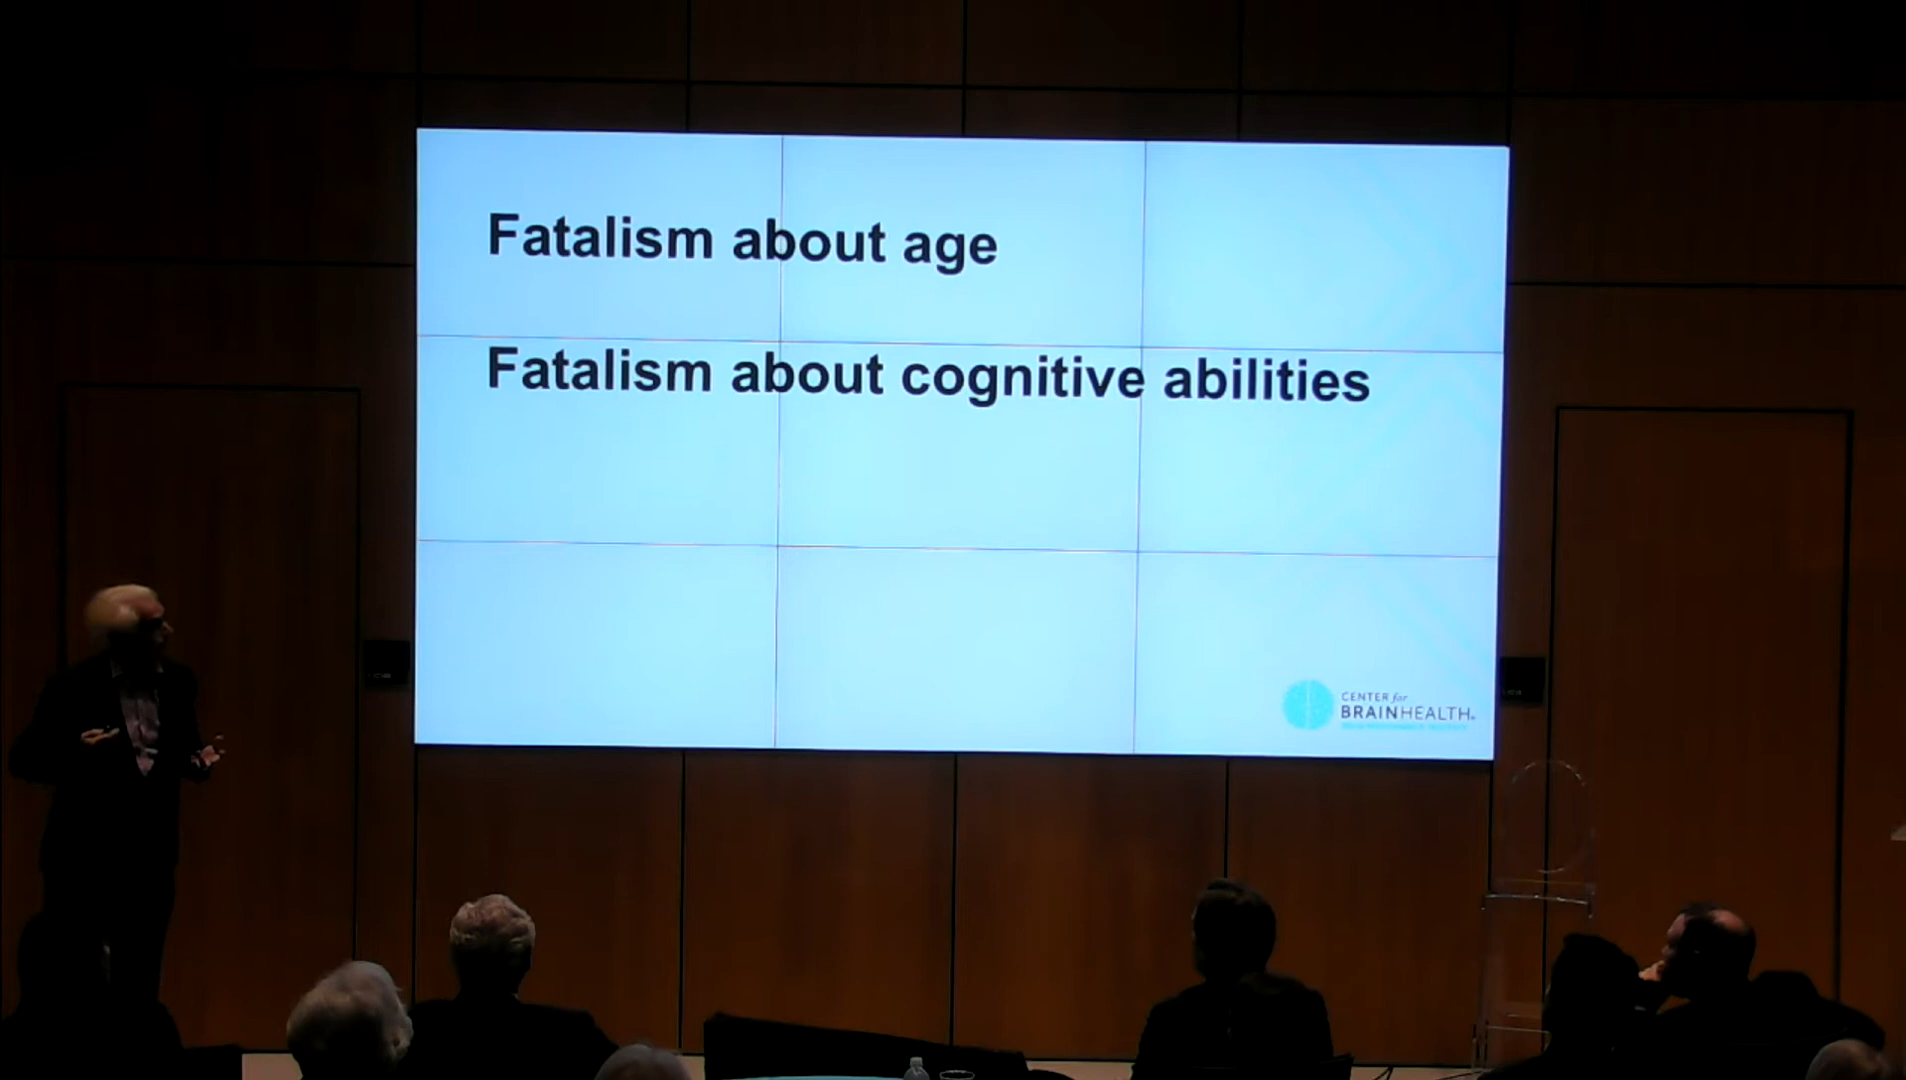 Fatalism about age
Fatalism about cognitive abilities
CENTER for
BRAINHEALTH